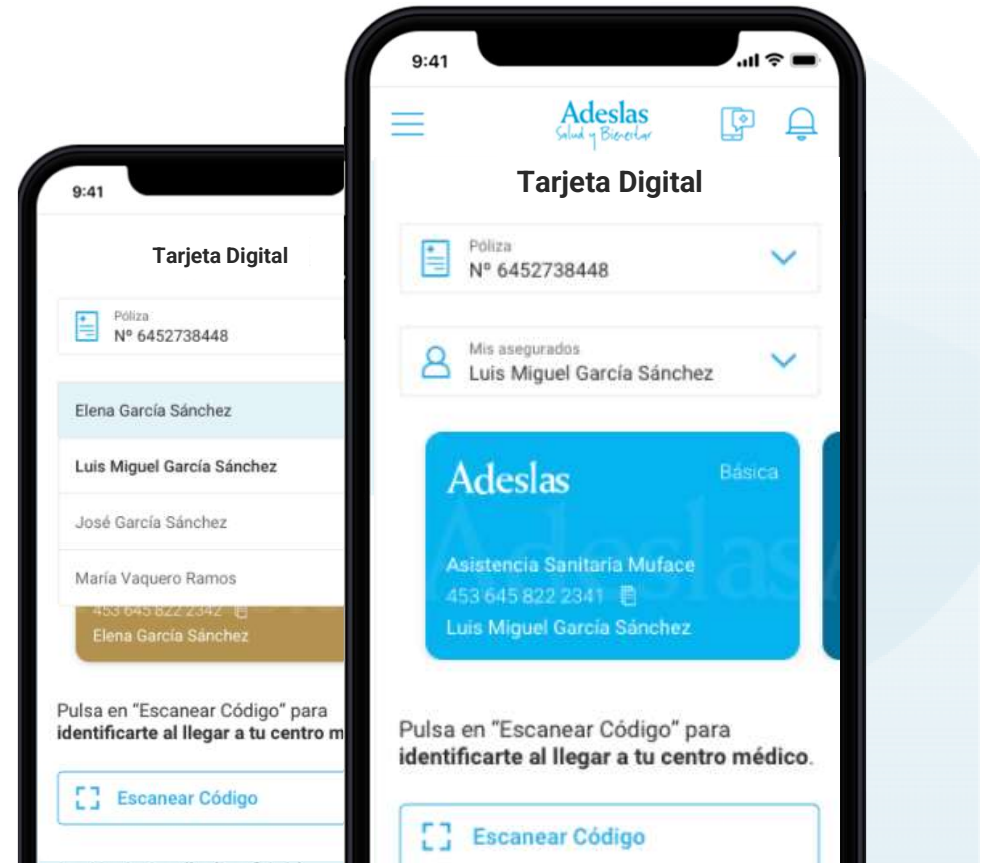 9:41
Tarjeta Digital
Póliza
Nº 6452738448
Elena García Sánchez
Luis Miguel García Sánchez
José García Sánchez
María Vaquero Ramos
453 645 822 2342
Elena García Sánchez
Pulsa en “Escanear Código” para
identificarte al llegar a tu centro m
Escanear Código
9:41
Adeslas
Salud y Bienestar
Tarjeta Digital
Póliza
Nº 6452738448
Mis asegurados
Luis Miguel García Sánchez
Adeslas
Básica
Adeslas
Asistencia Sanitaria Muface
453 645 822 2341
Luis Miguel García Sánchez
Pulsa en “Escanear Código” para
identificarte al llegar a tu centro médico.
Escanear Código